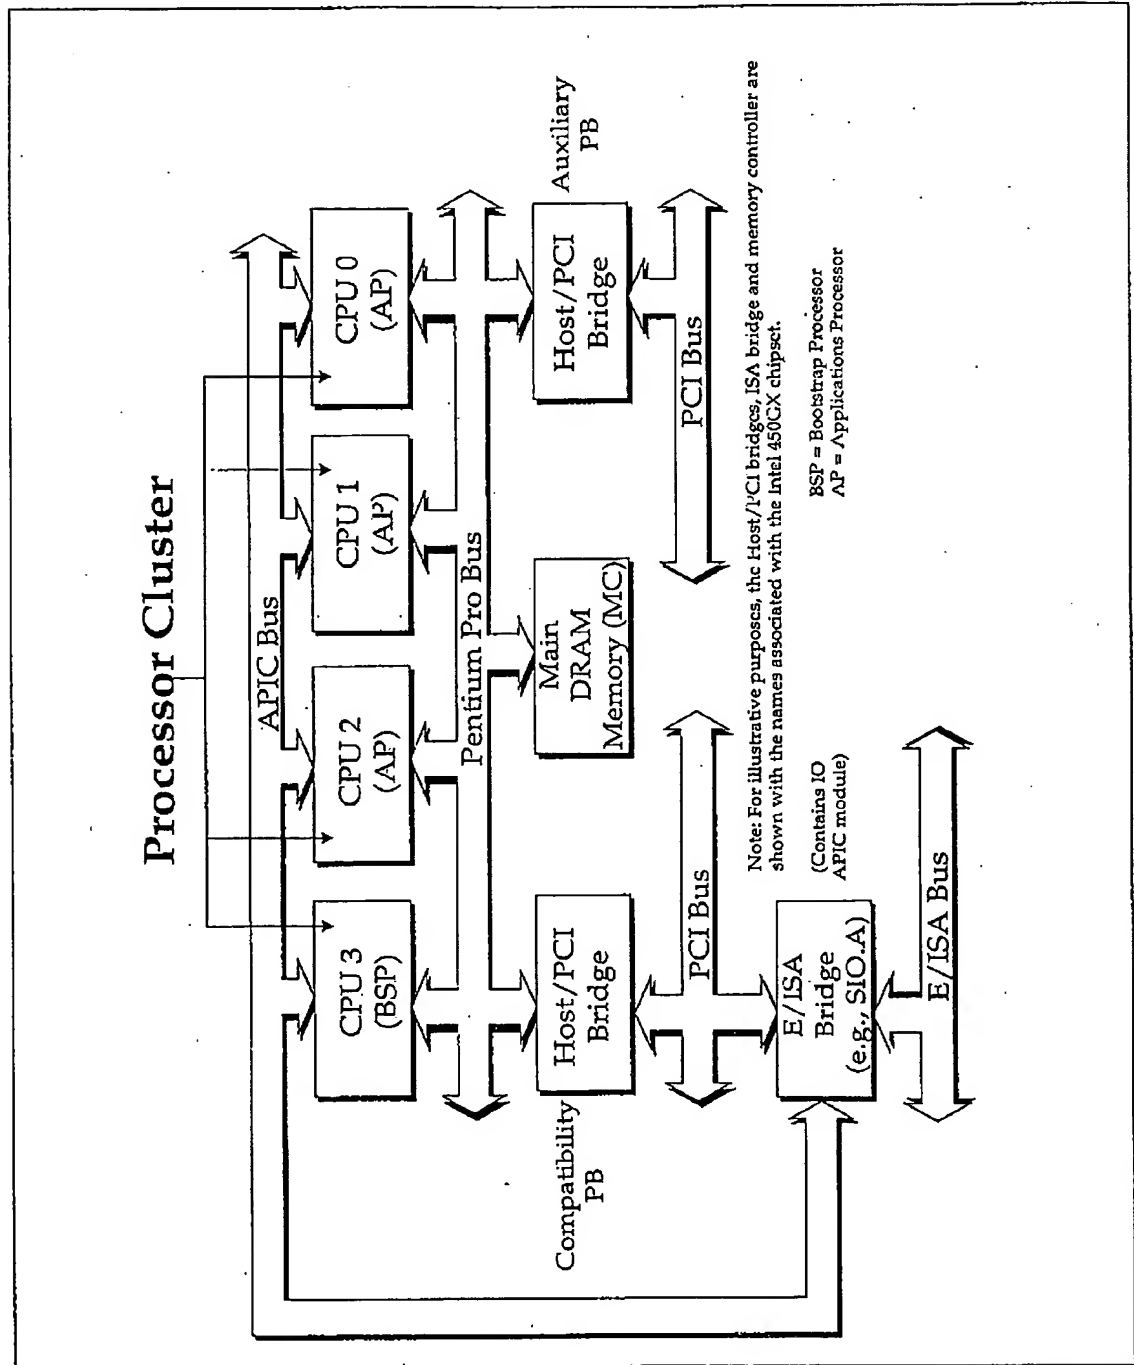 Processor Cluster
APIC Bus
CPU 3
(BSP)
CPU 2
(AP)
CPU 1
(AP)
CPU 0
(AP)
Pentium Pro Bus
Compatibility
PB
Host/PCI
Bridge
Main
DRAM
Memory (MC)
Host/PCI
Bridge
Auxiliary
PB
PCI Bus
PCI Bus
Note: For illustrative purposes, the Host/PCI bridges, ISA bridge and memory controller are
shown with the names associated with the Intel 450GX chipset.
E/ISA
Bridge
(e.g., SIO.A)
(Contains IO
APIC module)
BSP = Bootstrap Processor
AP = Applications Processor
E/ISA Bus